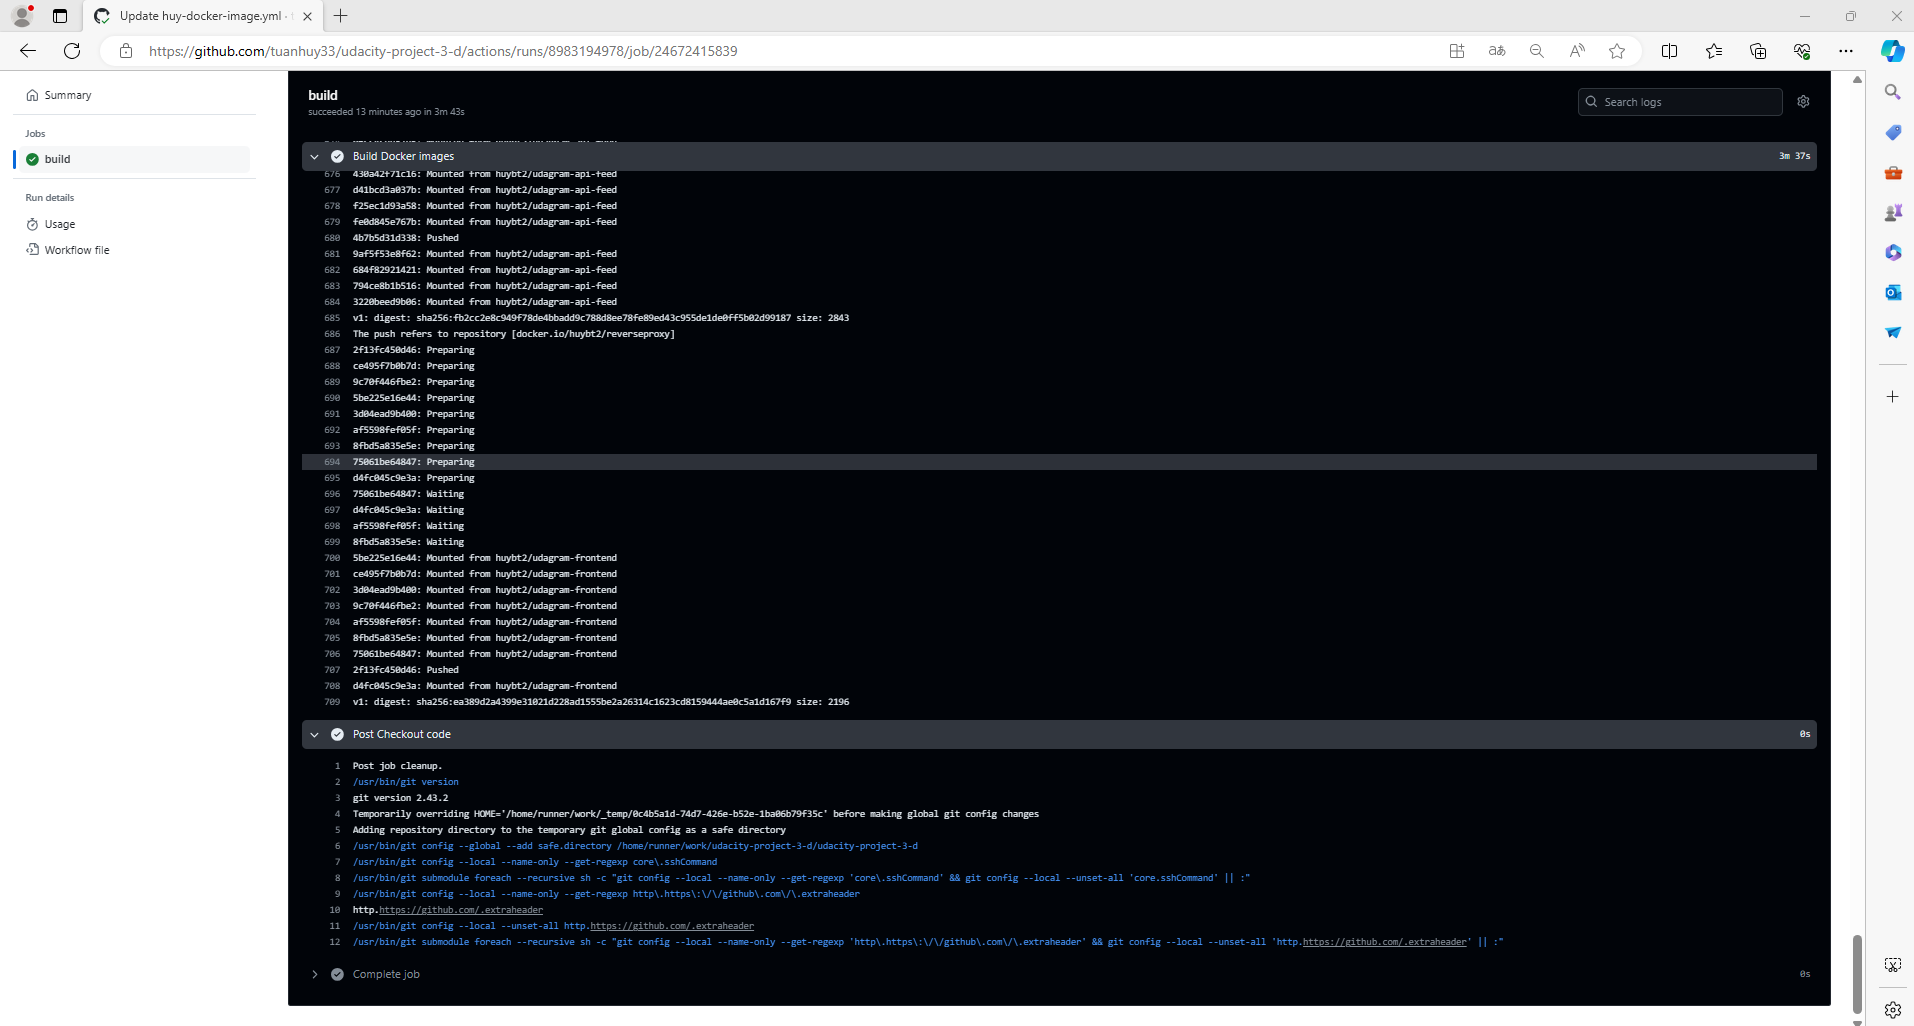 Update huy-docker-image.yml ·
https://github.com/tuanhuy33/udacity-project-3-d/actions/runs/8983194978/job/24672415839
Summary
Jobs
build
Run details
Usage
Workflow file
build
succeeded 13 minutes ago in 3m 43s
Search logs
Build Docker images
3m 37s
676 430a42f71c16: Mounted from huybt2/udagram-api-feed
677 d41bcd3a037b: Mounted from huybt2/udagram-api-feed
678 f25ec1d93a58: Mounted from huybt2/udagram-api-feed
679 fe0d845e767b: Mounted from huybt2/udagram-api-feed
680 4b7b5d31d338: Pushed
681 9af5f53e8f62: Mounted from huybt2/udagram-api-feed
682 684f82921421: Mounted from huybt2/udagram-api-feed
683 794ce8b1b516: Mounted from huybt2/udagram-api-feed
684 3220beed9b06: Mounted from huybt2/udagram-api-feed
685 v1: digest: sha256:fb2cc2e8c949f78de4bbadd9c788d8ee78fe89ed43c955de1de0ff5b02d99187 size: 2843
686 The push refers to repository [docker.io/huybt2/reverseproxy]
687 2f13fc450d46: Preparing
688 ce495f7b0b7d: Preparing
689 9c70f446fbe2: Preparing
690 5be225e16e44: Preparing
691 3d04ead9b400: Preparing
692 af5598fef05f: Preparing
693 8fbd5a835e5e: Preparing
694 75061be64847: Preparing
695 d4fc045c9e3a: Preparing
696 75061be64847: Waiting
697 d4fc045c9e3a: Waiting
698 af5598fef05f: Waiting
699 8fbd5a835e5e: Waiting
700 5be225e16e44: Mounted from huybt2/udagram-frontend
701 ce495f7b0b7d: Mounted from huybt2/udagram-frontend
702 3d04ead9b400: Mounted from huybt2/udagram-frontend
703 9c70f446fbe2: Mounted from huybt2/udagram-frontend
704 af5598fef05f: Mounted from huybt2/udagram-frontend
705 8fbd5a835e5e: Mounted from huybt2/udagram-frontend
706 75061be64847: Mounted from huybt2/udagram-frontend
707 2f13fc450d46: Pushed
708 d4fc045c9e3a: Mounted from huybt2/udagram-frontend
709 v1: digest: sha256:ea389d2a4399e31021d228ad1555be2a26314c1623cd8159444ae0c5a1d167f9 size: 2196
Post Checkout code
0s
1 Post job cleanup.
2 /usr/bin/git version
3 git version 2.43.2
4 Temporarily overriding HOME='/home/runner/work/_temp/0c4b5a1d-74d7-426e-b52e-1ba06b79f35c' before making global git config changes
5 Adding repository directory to the temporary git global config as a safe directory
6 /usr/bin/git config --global --add safe.directory /home/runner/work/udacity-project-3-d/udacity-project-3-d
7 /usr/bin/git config --local --name-only --get-regexp core\.sshCommand
8 /usr/bin/git submodule foreach --recursive sh -c "git config --local --name-only --get-regexp 'core\.sshCommand' && git config --local --unset-all 'core.sshCommand' || :"
9 /usr/bin/git config --local --name-only --get-regexp http\.https\:\/\/github\.com\/\.extraheader
10 http.https://github.com/.extraheader
11 /usr/bin/git config --local --unset-all http.https://github.com/.extraheader
12 /usr/bin/git submodule foreach --recursive sh -c "git config --local --name-only --get-regexp 'http\.https\:\/\/github\.com\/\.extraheader' && git config --local --unset-all 'http.https://github.com/.extraheader' || :"
Complete job
0s